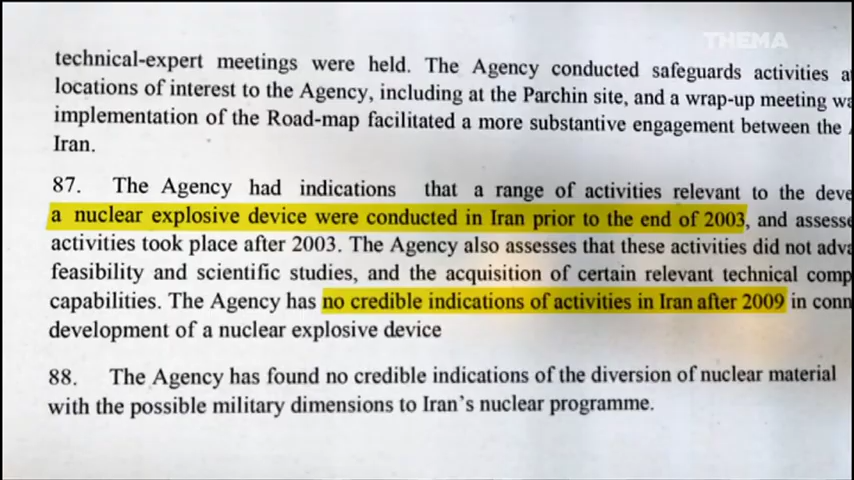 THEMA
technical-expert meetings were held. The Agency conducted safeguards activities a
locations of interest to the Agency, including at the Parchin site, and a wrap-up meeting wa
implementation of the Road-map facilitated a more substantive engagement between the
Iran.
87. The Agency had indications that a range of activities relevant to the deve
a nuclear explosive device were conducted in Iran prior to the end of 2003, and assesse
activities took place after 2003. The Agency also assesses that these activities did not adva
feasibility and scientific studies, and the acquisition of certain relevant technical comp
capabilities. The Agency has no credible indications of activities in Iran after 2009 in conn
development of a nuclear explosive device
88. The Agency has found no credible indications of the diversion of nuclear material
with the possible military dimensions to Iran's nuclear programme.